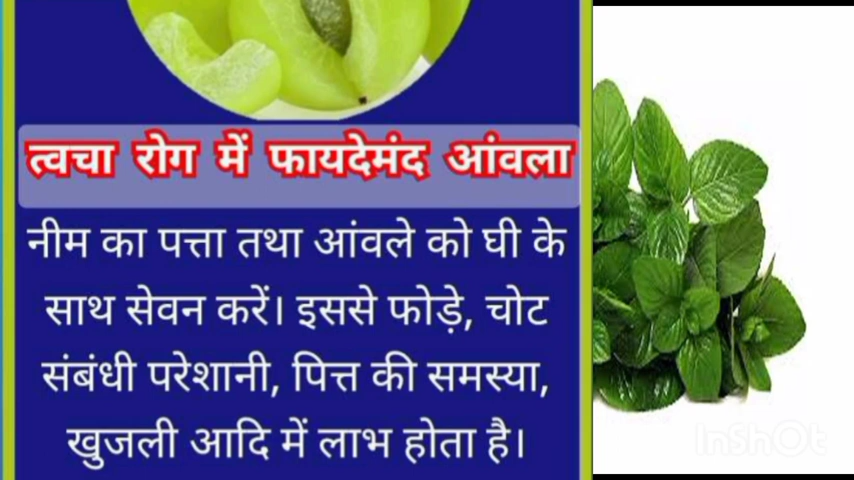 त्वचा रोग में फायदेमंद आंवला
नीम का पत्ता तथा आंवले को घी के
साथ सेवन करें। इससे फोड़े, चोट
संबंधी परेशानी, पित्त की समस्या,
खुजली आदि में लाभ होता है।
InShOt